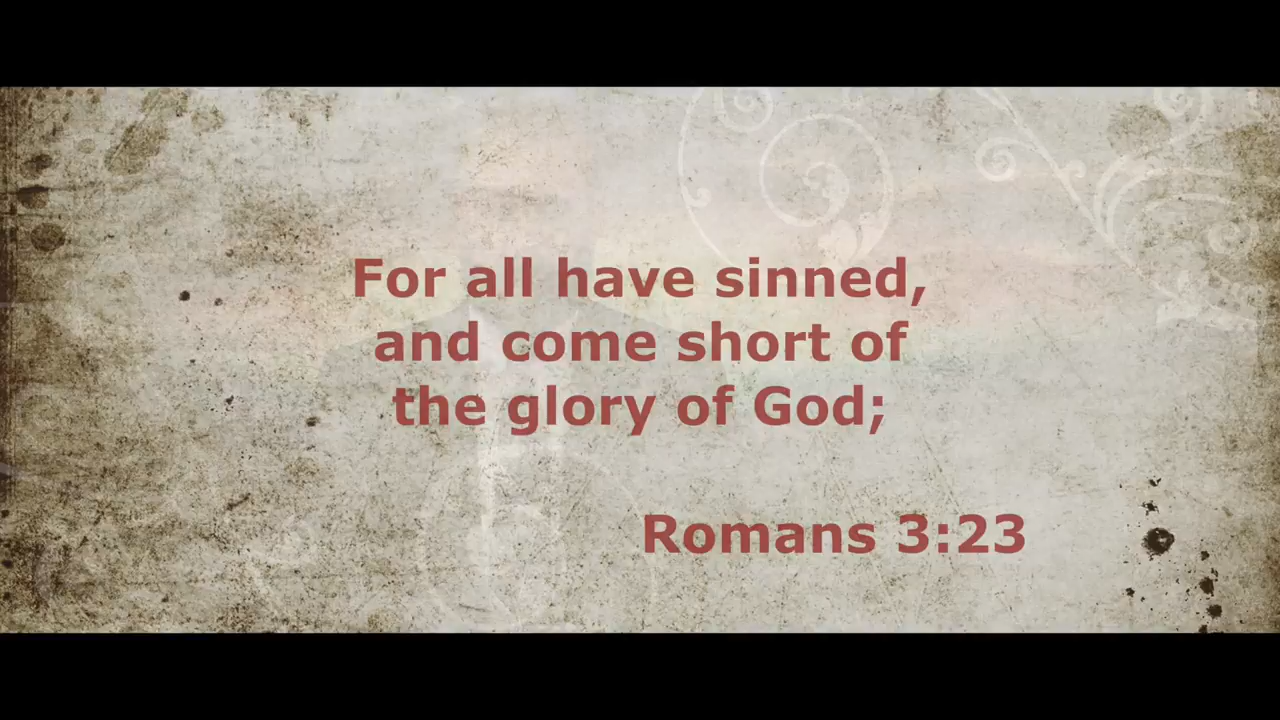 For all have sinned,
and come short of
the glory of God;
Romans 3:23